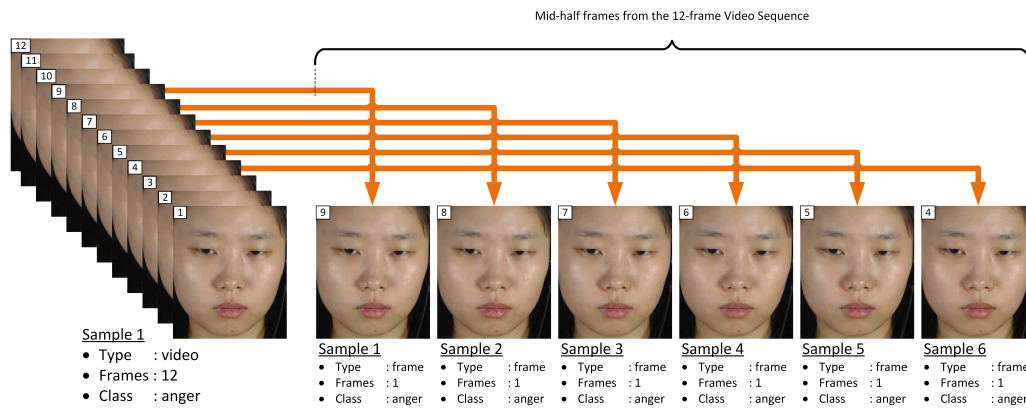 Mid-half frames from the 12-frame Video Sequence
12
11
10
9
8
7
6
5
4
3
2
1
9
8
7
6
5
4
Sample 1
• Type : video
• Frames : 12
• Class : anger
Sample 1
• Type : frame
• Frames : 1
• Class : anger
Sample 2
• Type : frame
• Frames : 1
• Class : anger
Sample 3
• Type : frame
• Frames : 1
• Class : anger
Sample 4
• Type : frame
• Frames : 1
• Class : anger
Sample 5
• Type : frame
• Frames : 1
• Class : anger
Sample 6
• Type : frame
• Frames : 1
• Class : anger